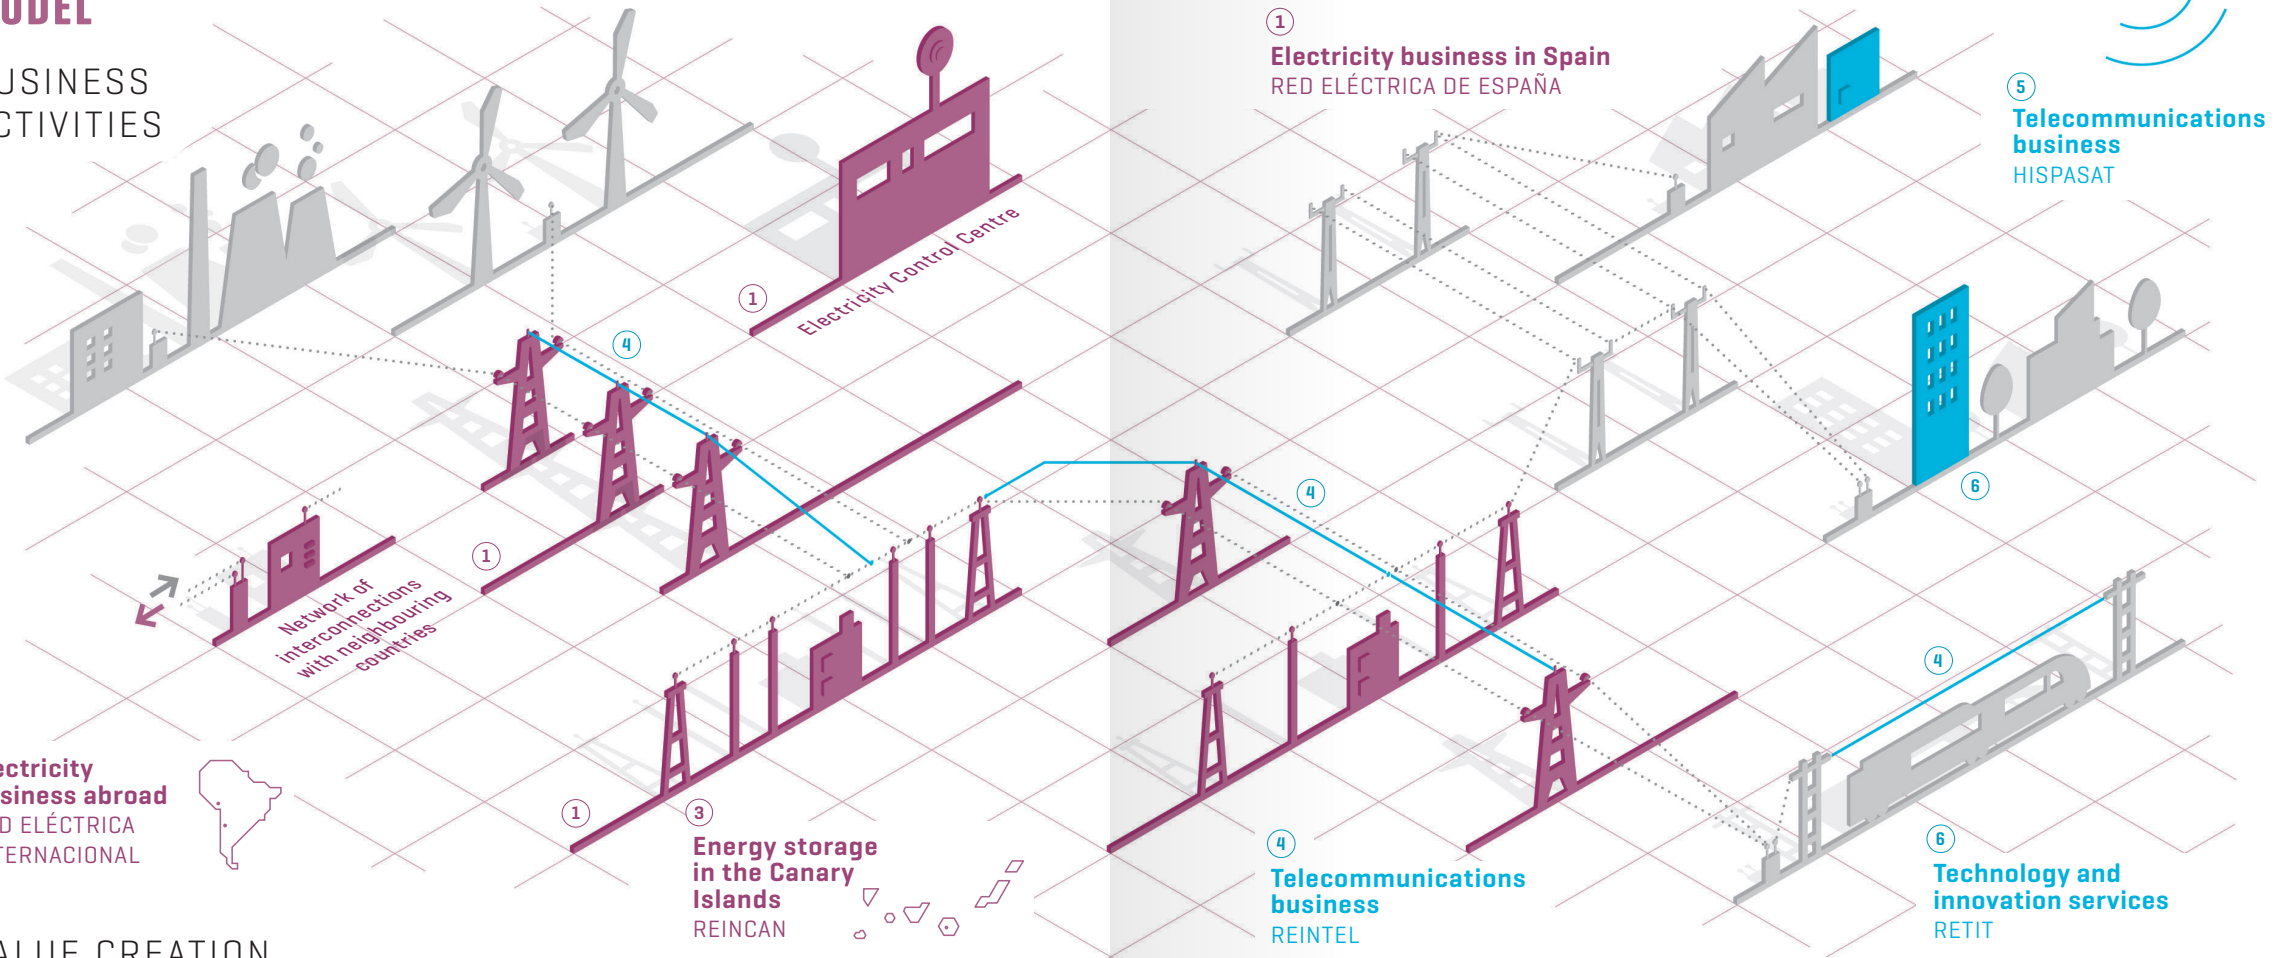 ODEL
USINESS
CTIVITIES
1
Electricity business in Spain
RED ELÉCTRICA DE ESPAÑA
5
Telecommunications
business
HISPASAT
1
Electricity Control Centre
4
1
Network of
interconnections
with neighbouring
countries
4
6
4
ectricity
siness abroad
D ELÉCTRICA
TERNACIONAL
1
3
Energy storage
in the Canary
Islands
REINCAN
4
Telecommunications
business
REINTEL
6
Technology and
innovation services
RETIT
ALUE CREATION